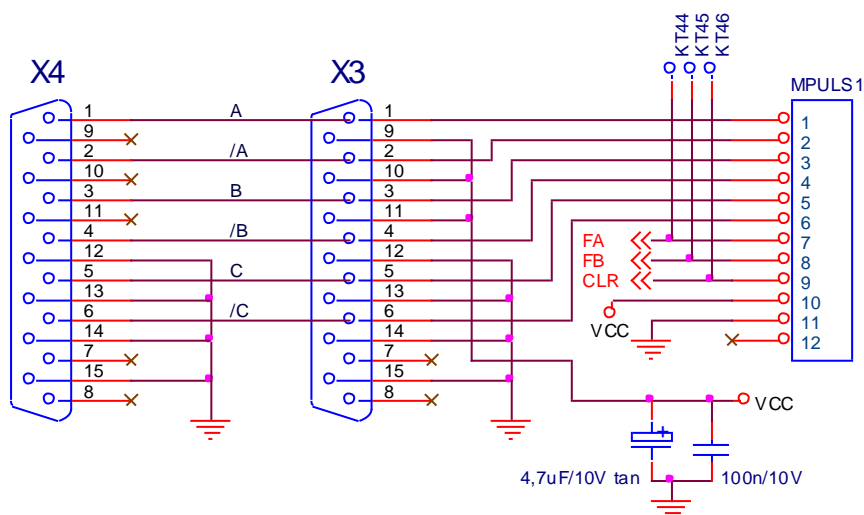 X4
X3
KT44
KT45
KT46
MPULS1
1
9
2
10
3
11
4
12
5
13
6
14
7
15
8
A
/A
B
/B
C
/C
1
9
2
10
3
11
4
12
5
13
6
14
7
15
8
FA
FB
CLR
VCC
1
2
3
4
5
6
7
8
9
10
11
12
VCC
+
4,7uF/10V tan
100n/10V